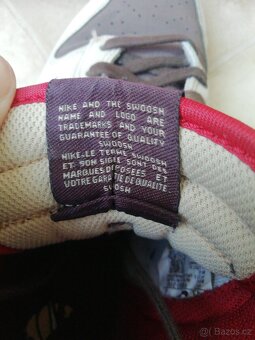 NIKE AND THE SWOOSH
NAME AND LOGO ARE
TRADEMARKS AND YOUR
GUARANTEE OF QUALITY
SWOOSH
NIKE.LE TERME SWOOSH
ET SON SIGLE SONT DES
MARQUES DEPOSEES ET
VOTRE GARANTIE DE QUALITE
SWOOSH
Bazos.cz